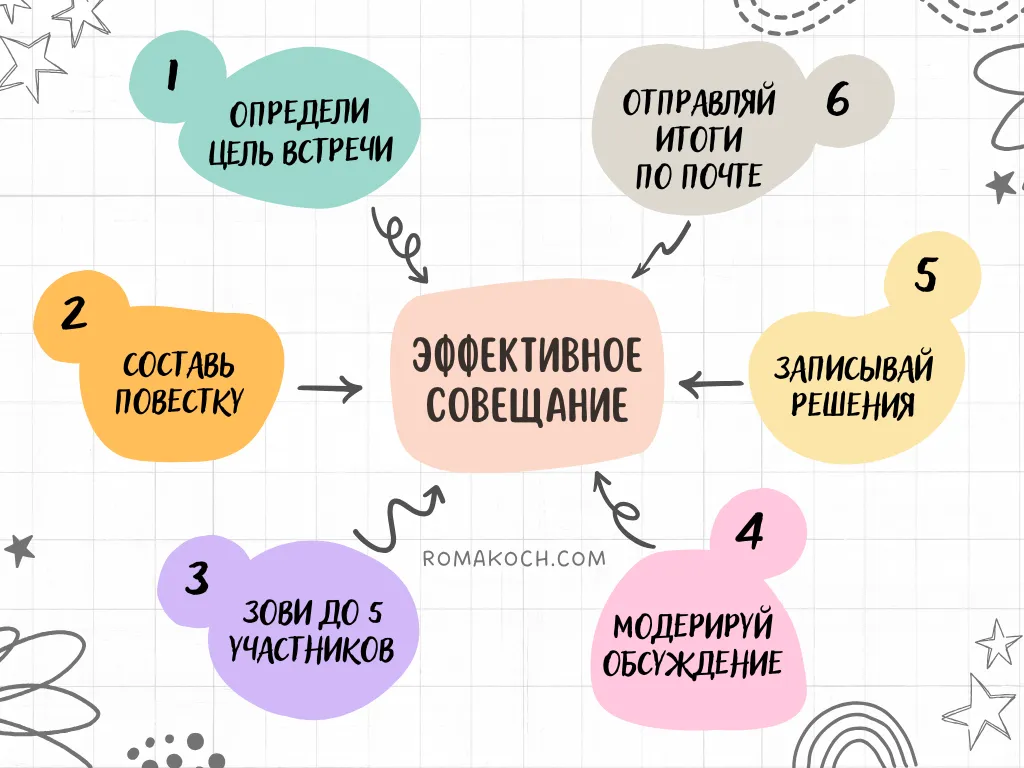 1
ОПРЕДЕЛИ
ЦЕЛЬ ВСТРЕЧИ
2
СОСТАВЬ
ПОВЕСТКУ
3
ЗОВИ ДО 5
УЧАСТНИКОВ
4
МОДЕРИРУЙ
ОБСУЖДЕНИЕ
5
ЗАПИСЫВАЙ
РЕШЕНИЯ
6
ОТПРАВЛЯЙ
ИТОГИ
ПО ПОЧТЕ
ЭФФЕКТИВНОЕ
СОВЕЩАНИЕ
ROMAKOCH.COM